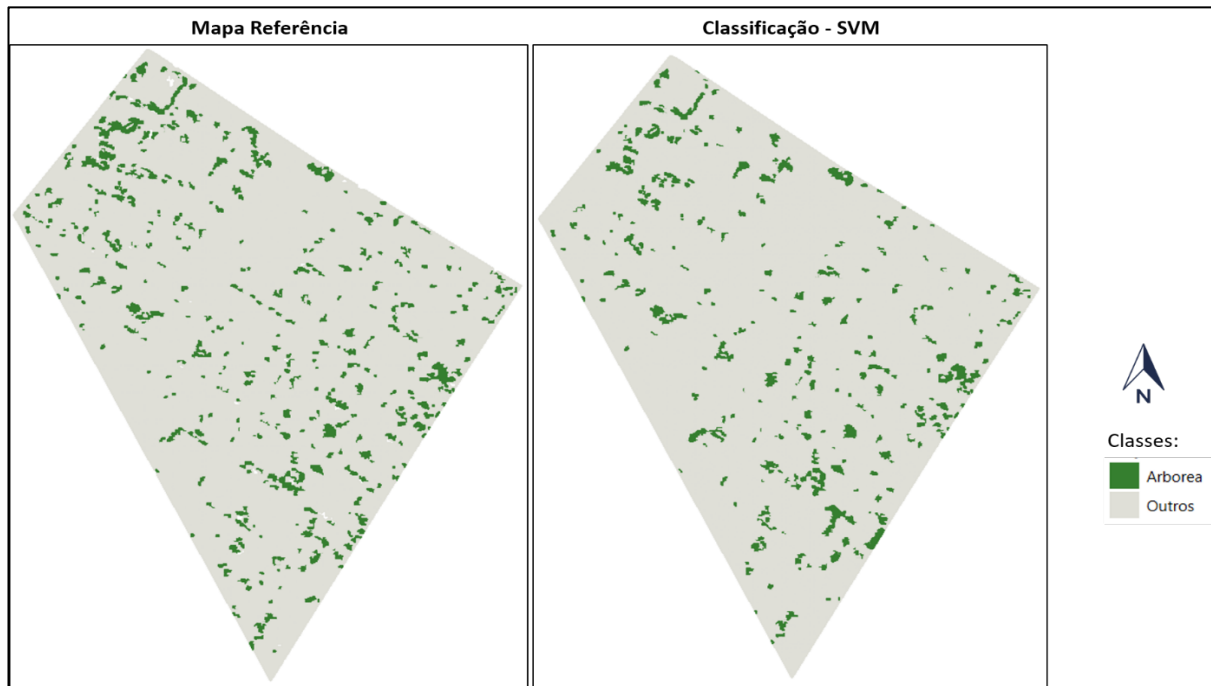 Mapa Referência
Classificação - SVM
N
Classes:
Arborea
Outros